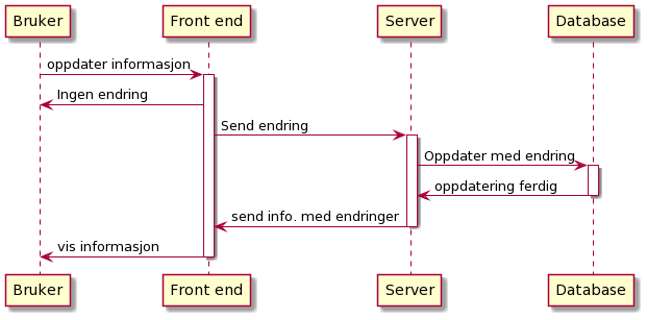 Bruker Front end Server Database
oppdater informasjon
Ingen endring
Send endring
Oppdater med endring
oppdatering ferdig
send info. med endringer
vis informasjon
Bruker Front end Server Database